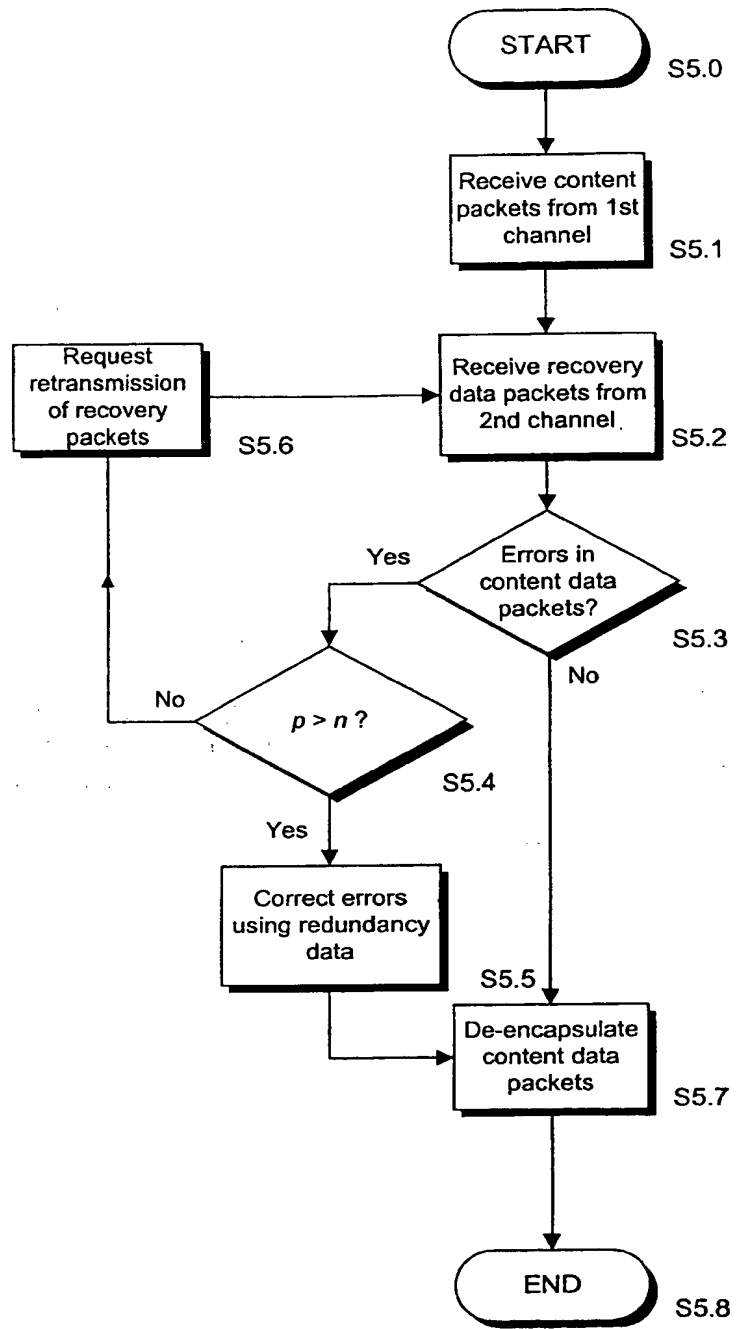 START
S5.0
Receive content
packets from 1st
channel
S5.1
Request
retransmission
of recovery
packets
S5.6
Receive recovery
data packets from
2nd channel
S5.2
Yes
Errors in
content data
packets?
S5.3
No
No
p > n ?
S5.4
Yes
Correct errors
using redundancy
data
S5.5
De-encapsulate
content data
packets
S5.7
END
S5.8